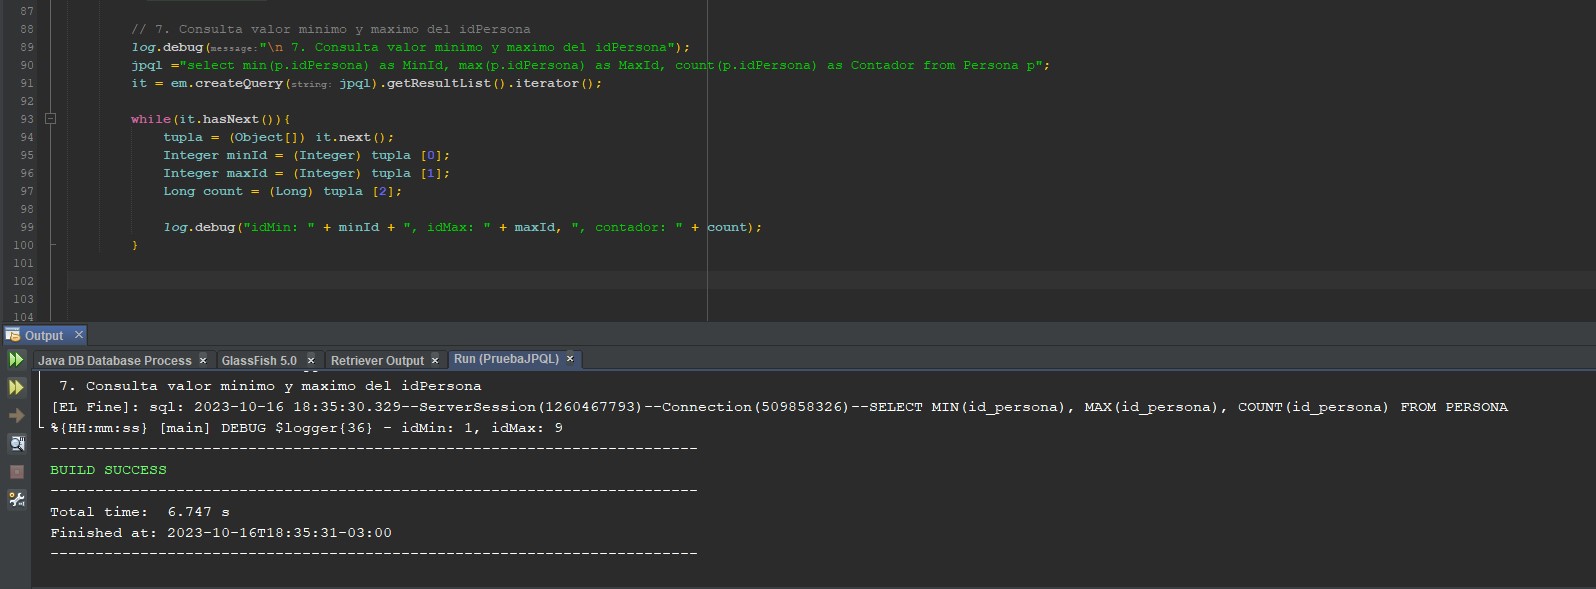 87
88 // 7. Consulta valor minimo y maximo del idPersona
89 log.debug(message:"\n 7. Consulta valor minimo y maximo del idPersona");
90 jpql ="select min(p.idPersona) as MinId, max(p.idPersona) as MaxId, count(p.idPersona) as Contador from Persona p";
91 it = em.createQuery(string: jpql).getResultList().iterator();
92
93 while(it.hasNext()){
94 tupla = (Object[]) it.next();
95 Integer minId = (Integer) tupla [0];
96 Integer maxId = (Integer) tupla [1];
97 Long count = (Long) tupla [2];
98
99 log.debug("idMin: " + minId + ", idMax: " + maxId, ", contador: " + count);
100 }
101
102
103
104
Output
Java DB Database Process GlassFish 5.0 Retriever Output Run (PruebaJPQL)
7. Consulta valor minimo y maximo del idPersona
[EL Fine]: sql: 2023-10-16 18:35:30.329--ServerSession(1260467793)--Connection(509858326)--SELECT MIN(id_persona), MAX(id_persona), COUNT(id_persona) FROM PERSONA
%{HH:mm:ss} [main] DEBUG $logger{36} - idMin: 1, idMax: 9
------------------------------------------------------------------------
BUILD SUCCESS
------------------------------------------------------------------------
Total time:  6.747 s
Finished at: 2023-10-16T18:35:31-03:00
------------------------------------------------------------------------